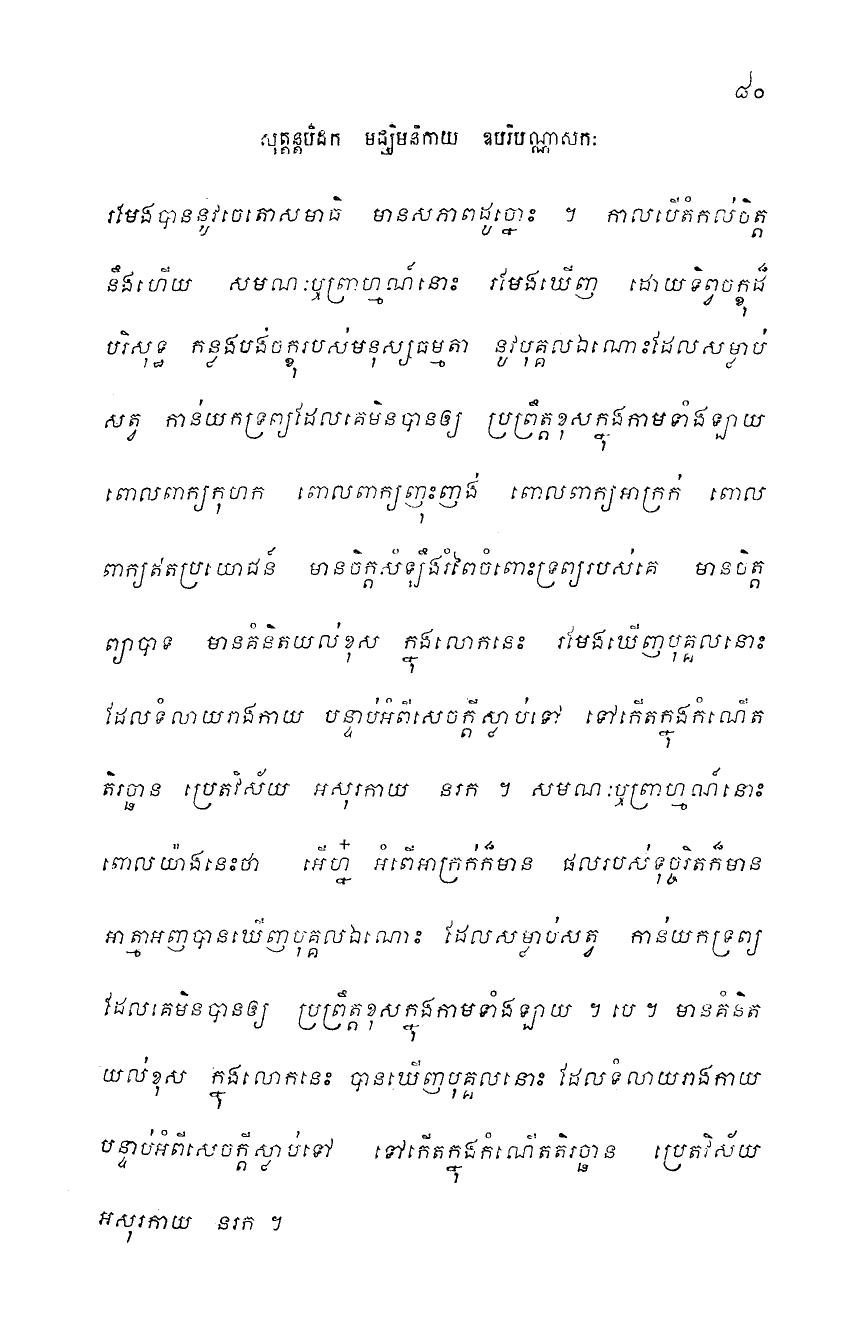 ៨០
សុត្តន្តបិដក មជ្ឈិមនិកាយ ឧបរិបណ្ណាសកៈ
រមែងបាននូវចេតោសមាធិ មានសភាពដូច្នោះ ។ កាលបើតំកល់ចិត្ត
នឹងហើយ សមណៈឬព្រាហ្មណ៍នោះ រមែងឃើញ ដោយទិព្វចក្ខុដ៏
បរិសុទ្ធ កន្លងបង់ចក្ខុរបស់មនុស្សធម្មតា នូវបុគ្គលឯណោះដែលសម្លាប់
សត្វ កាន់យកទ្រព្យដែលគេមិនបានឲ្យ ប្រព្រឹត្តខុសក្នុងកាមទាំងឡាយ
ពោលពាក្យកុហក ពោលពាក្យញុះញង់ ពោលពាក្យអាក្រក់ ពោល
ពាក្យឥតប្រយោជន៍ មានចិត្តសំឡឹងរំពៃចំពោះទ្រព្យរបស់គេ មានចិត្ត
ព្យាបាទ មានគំនិតយល់ខុស ក្នុងលោកនេះ រមែងឃើញបុគ្គលនោះ
ដែលទំលាយរាងកាយ បន្ទាប់អំពីសេចក្តីស្លាប់ទៅ ទៅកើតក្នុងកំណើត
តិរច្ឆាន ប្រេតវិស័យ អសុរកាយ នរក ។ សមណៈឬព្រាហ្មណ៍នោះ
ពោលយ៉ាងនេះថា អើហ្ន៎ អំពើអាក្រក់ក៏មាន ផលរបស់ទុច្ចរិតក៏មាន
អាត្មាអញបានឃើញបុគ្គលឯណោះ ដែលសម្លាប់សត្វ កាន់យកទ្រព្យ
ដែលគេមិនបានឲ្យ ប្រព្រឹត្តខុសក្នុងកាមទាំងឡាយ ។ បេ ។ មានគំនិត
យល់ខុស ក្នុងលោកនេះ បានឃើញបុគ្គលនោះ ដែលទំលាយរាងកាយ
បន្ទាប់អំពីសេចក្តីស្លាប់ទៅ ទៅកើតក្នុងកំណើតតិរច្ឆាន ប្រេតវិស័យ
អសុរកាយ នរក ។